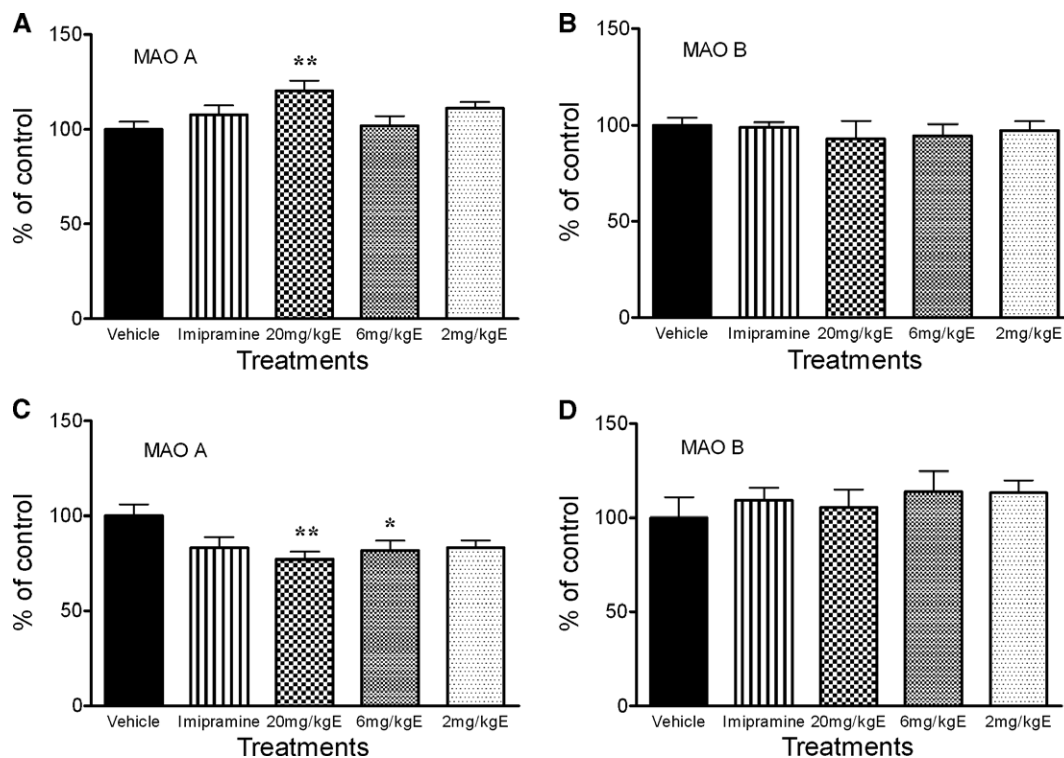 A
MAO A
% of control
150
100
50
0
**
Vehicle Imipramine 20mg/kgE 6mg/kgE 2mg/kgE
Treatments
B
MAO B
% of control
150
100
50
0
Vehicle Imipramine 20mg/kgE 6mg/kgE 2mg/kgE
Treatments
C
MAO A
% of control
150
100
50
0
** *
Vehicle Imipramine 20mg/kgE 6mg/kgE 2mg/kgE
Treatments
D
MAO B
% of control
150
100
50
0
Vehicle Imipramine 20mg/kgE 6mg/kgE 2mg/kgE
Treatments